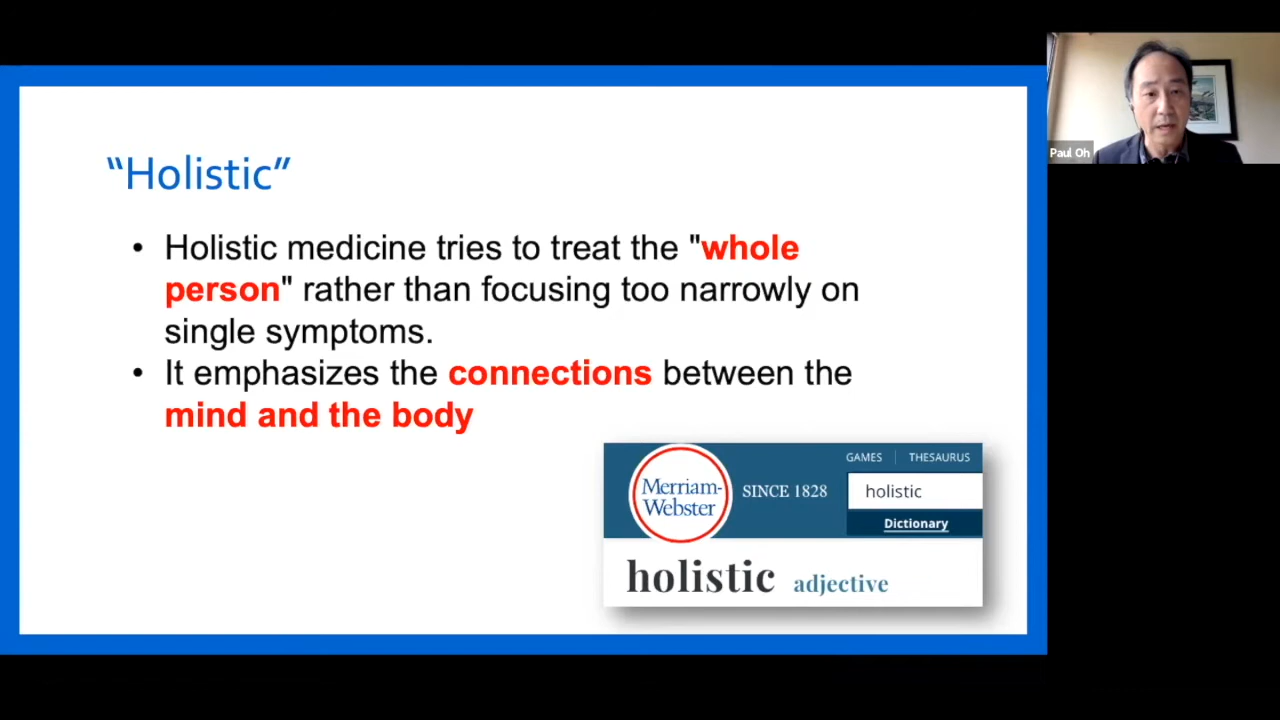 “Holistic”
• Holistic medicine tries to treat the "whole
person" rather than focusing too narrowly on
single symptoms.
• It emphasizes the connections between the
mind and the body
GAMES | THESAURUS
Merriam-
Webster
SINCE 1828
holistic
Dictionary
holistic adjective
Paul Oh